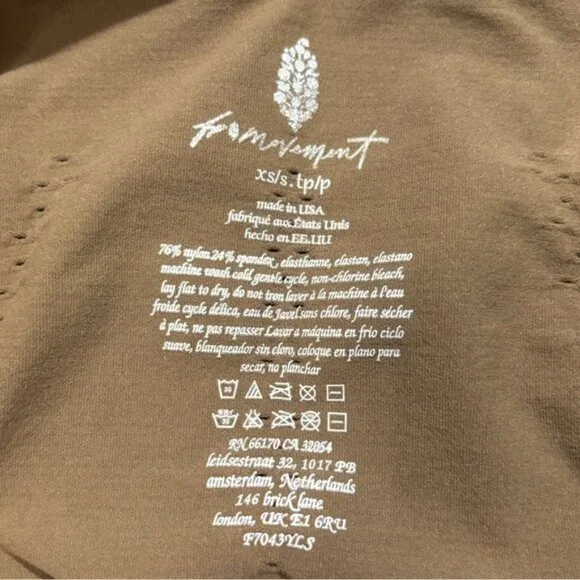 fp movement
xs/s.tp/p
made in USA
fabriqué aux États Unis
hecho en EE.UU
76% nylon 24% spandex, elasthanne, elastan, elastano
machine wash cold gentle cycle, non-chlorine bleach,
lay flat to dry, do not iron laver à la machine à l'eau
froide cycle délica, eau de Javel sans chlore, faire sécher
à plat, ne pas repasser Lavar a máquina en frio ciclo
suave, blanqueador sin cloro, coloque en plano para
secar, no planchar
30
30
RN 66170 CA 32054
leidsestraat 32, 1017 PB
amsterdam, Netherlands
146 brick lane
london, UK E1 6RU
F7043YLS